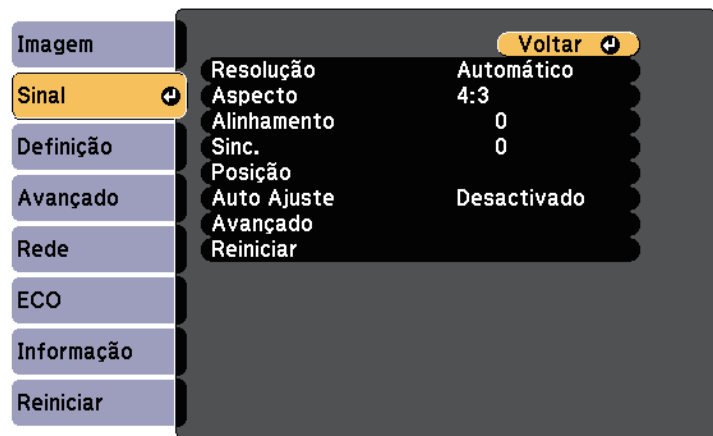 Imagem
Sinal
Definição
Avançado
Rede
ECO
Informação
Reiniciar
Voltar
Resolução Automático
Aspecto 4:3
Alinhamento 0
Sinc. 0
Posição
Auto Ajuste Desactivado
Avançado
Reiniciar